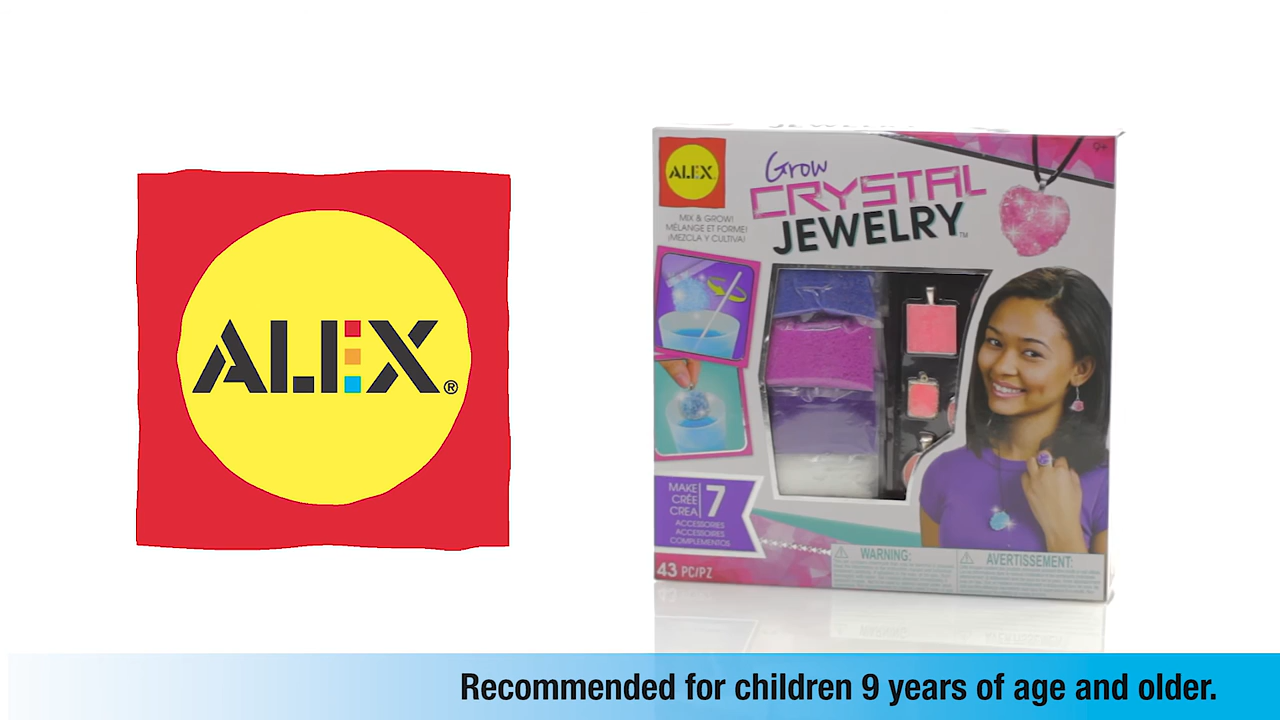 ALEX®
ALEX
9+
Grow
CRYSTAL
JEWELRY™
MIX & GROW!
MÉLANGE ET FORME!
¡MEZCLA Y CULTIVA!
MAKE
CRÉE
CREA
7
ACCESSORIES
ACCESSOIRES
COMPLEMENTOS
43 PC/PZ
WARNING:
AVERTISSEMENT:
Recommended for children 9 years of age and older.